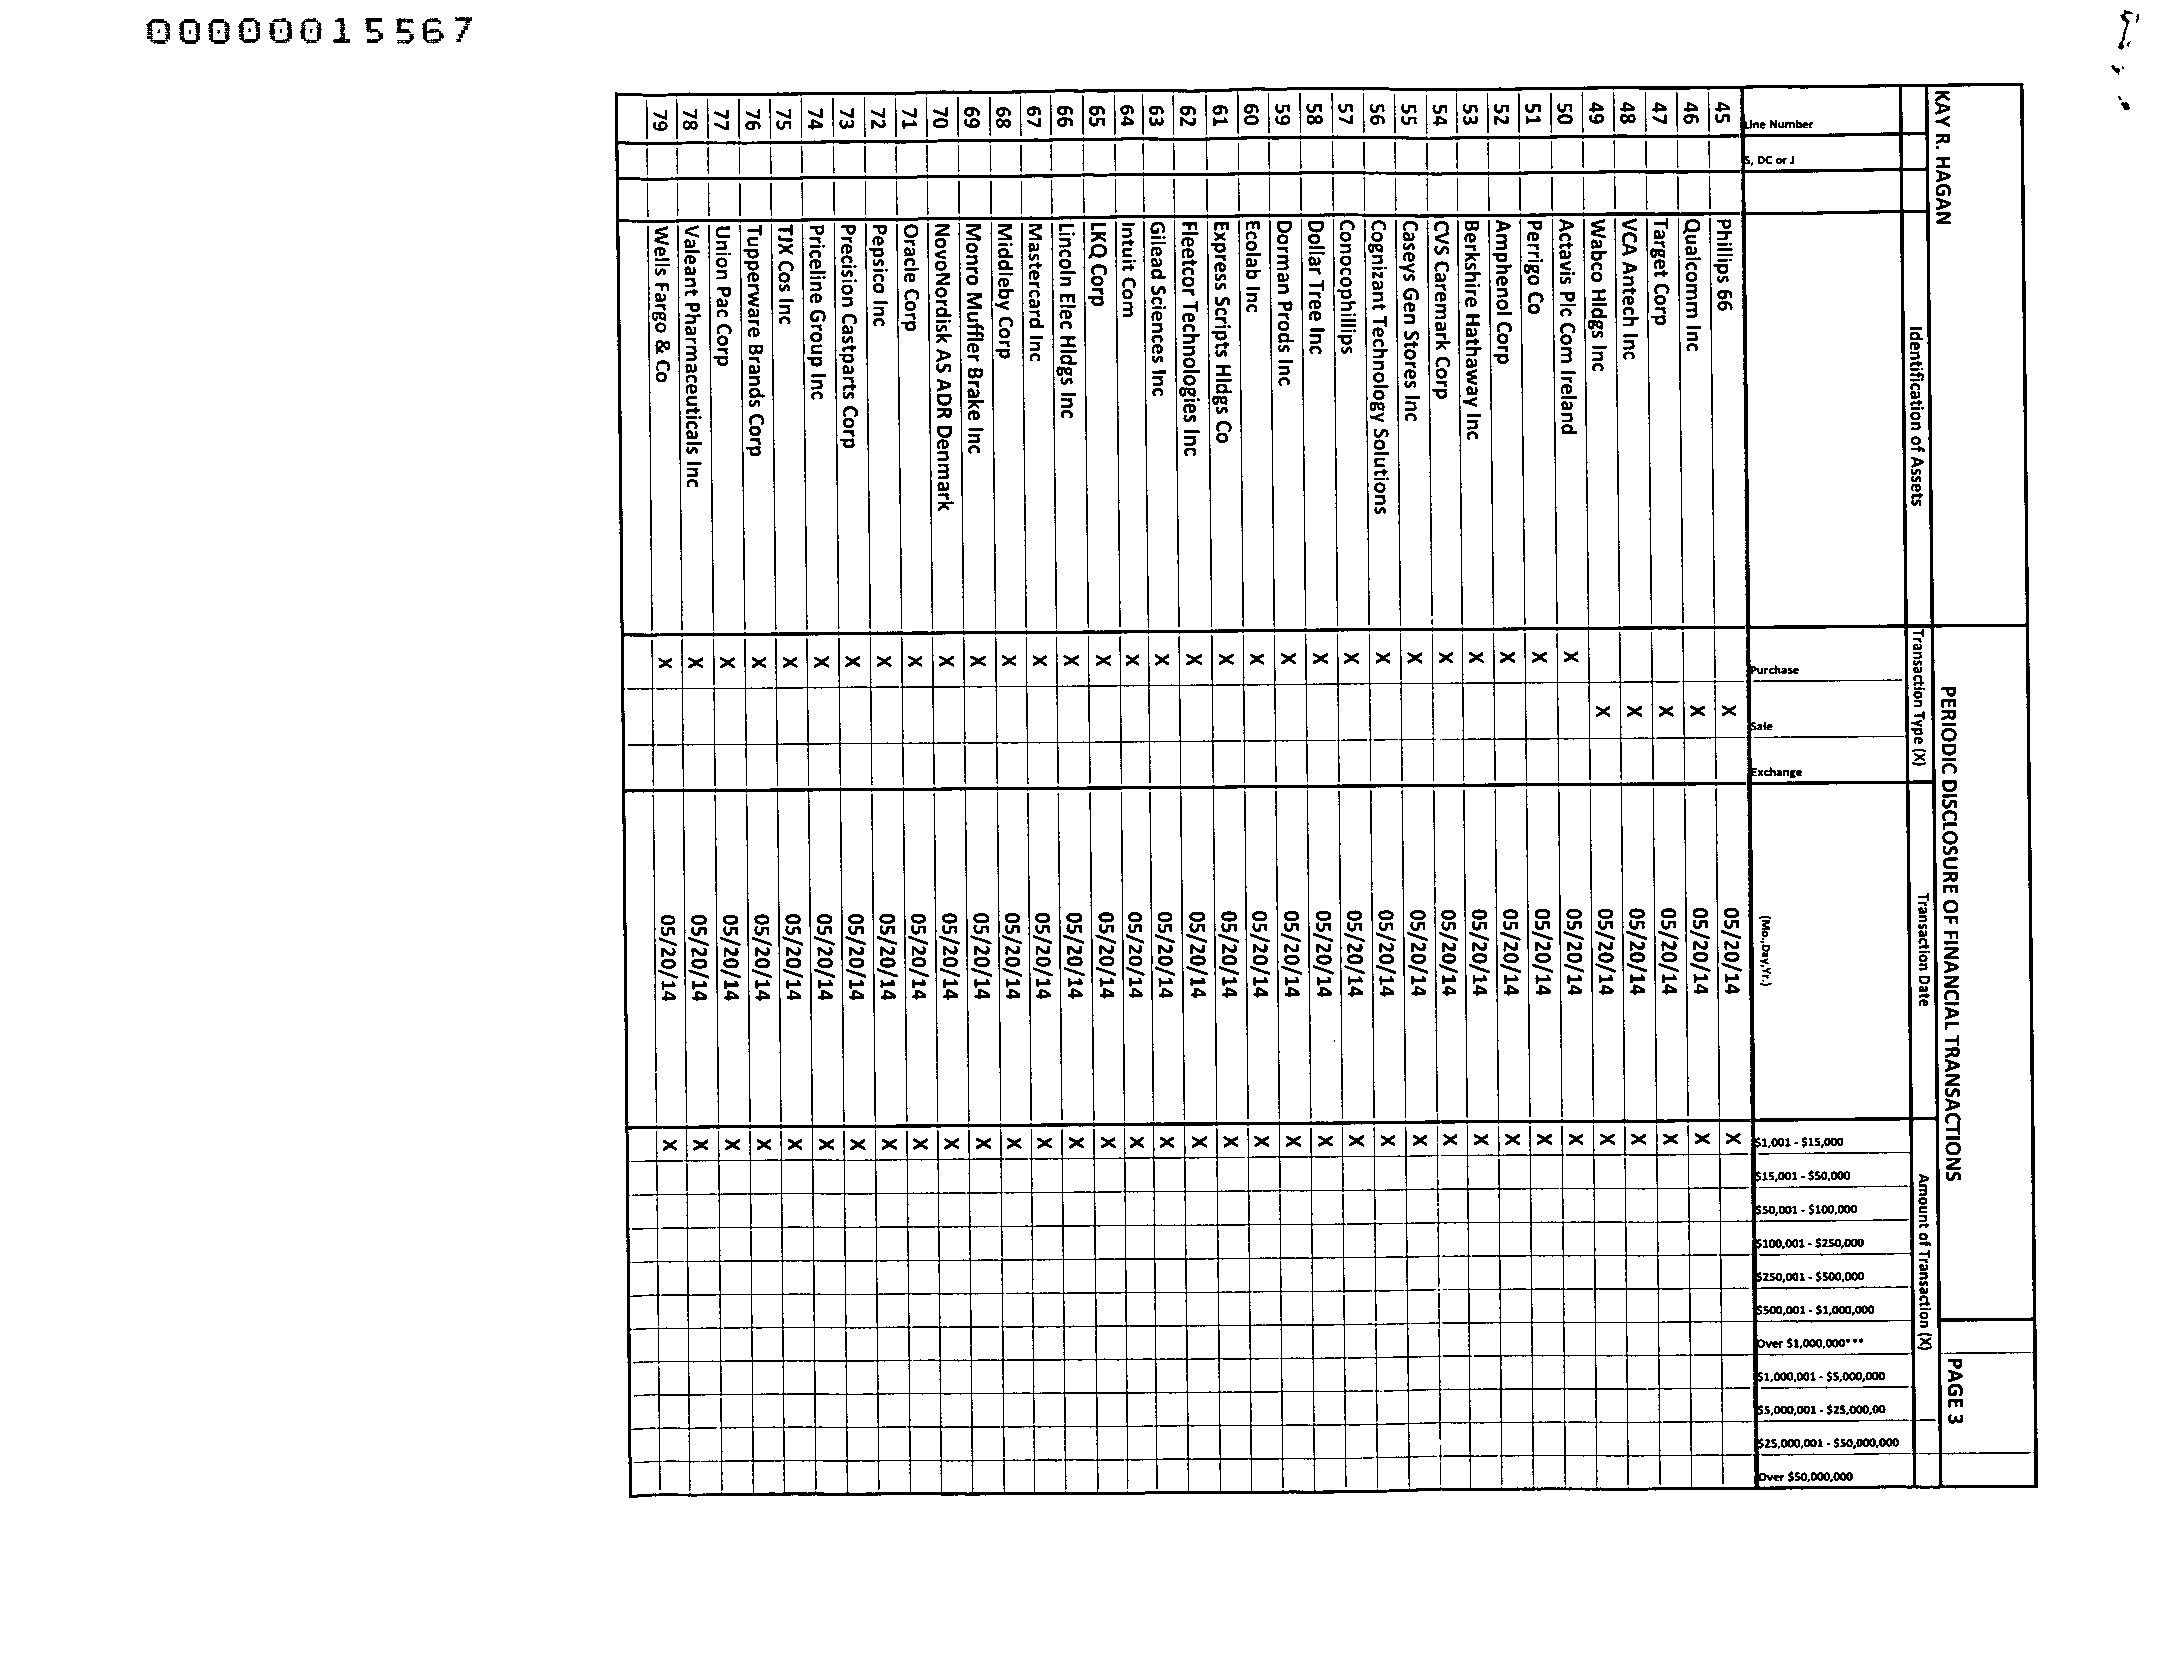 00000015567
KAY R. HAGAN PERIODIC DISCLOSURE OF FINANCIAL TRANSACTIONS PAGE 3
Identification of Assets Transaction Type (X) Transaction Date Amount of Transaction (X)
Line Number S, DC or J Purchase Sale Exchange (Mo.,Day,Yr.) $1,001 - $15,000 $15,001 - $50,000 $50,001 - $100,000 $100,001 - $250,000 $250,001 - $500,000 $500,001 - $1,000,000 Over $1,000,000*** $1,000,001 - $5,000,000 $5,000,001 - $25,000,00 $25,000,001 - $50,000,000 Over $50,000,000
45 Phillips 66 X 05/20/14 X
46 Qualcomm Inc X 05/20/14 X
47 Target Corp X 05/20/14 X
48 VCA Antech Inc X 05/20/14 X
49 Wabco Hldgs Inc X 05/20/14 X
50 Actavis Plc Com Ireland X 05/20/14 X
51 Perrigo Co X 05/20/14 X
52 Amphenol Corp X 05/20/14 X
53 Berkshire Hathaway Inc X 05/20/14 X
54 CVS Caremark Corp X 05/20/14 X
55 Caseys Gen Stores Inc X 05/20/14 X
56 Cognizant Technology Solutions X 05/20/14 X
57 Conocophillips X 05/20/14 X
58 Dollar Tree Inc X 05/20/14 X
59 Dorman Prods Inc X 05/20/14 X
60 Ecolab Inc X 05/20/14 X
61 Express Scripts Hldgs Co X 05/20/14 X
62 Fleetcor Technologies Inc X 05/20/14 X
63 Gilead Sciences Inc X 05/20/14 X
64 Intuit Com X 05/20/14 X
65 LKQ Corp X 05/20/14 X
66 Lincoln Elec Hldgs Inc X 05/20/14 X
67 Mastercard Inc X 05/20/14 X
68 Middleby Corp X 05/20/14 X
69 Monro Muffler Brake Inc X 05/20/14 X
70 NovoNordisk AS ADR Denmark X 05/20/14 X
71 Oracle Corp X 05/20/14 X
72 Pepsico Inc X 05/20/14 X
73 Precision Castparts Corp X 05/20/14 X
74 Priceline Group Inc X 05/20/14 X
75 TJX Cos Inc X 05/20/14 X
76 Tupperware Brands Corp X 05/20/14 X
77 Union Pac Corp X 05/20/14 X
78 Valeant Pharmaceuticals Inc X 05/20/14 X
79 Wells Fargo & Co X 05/20/14 X